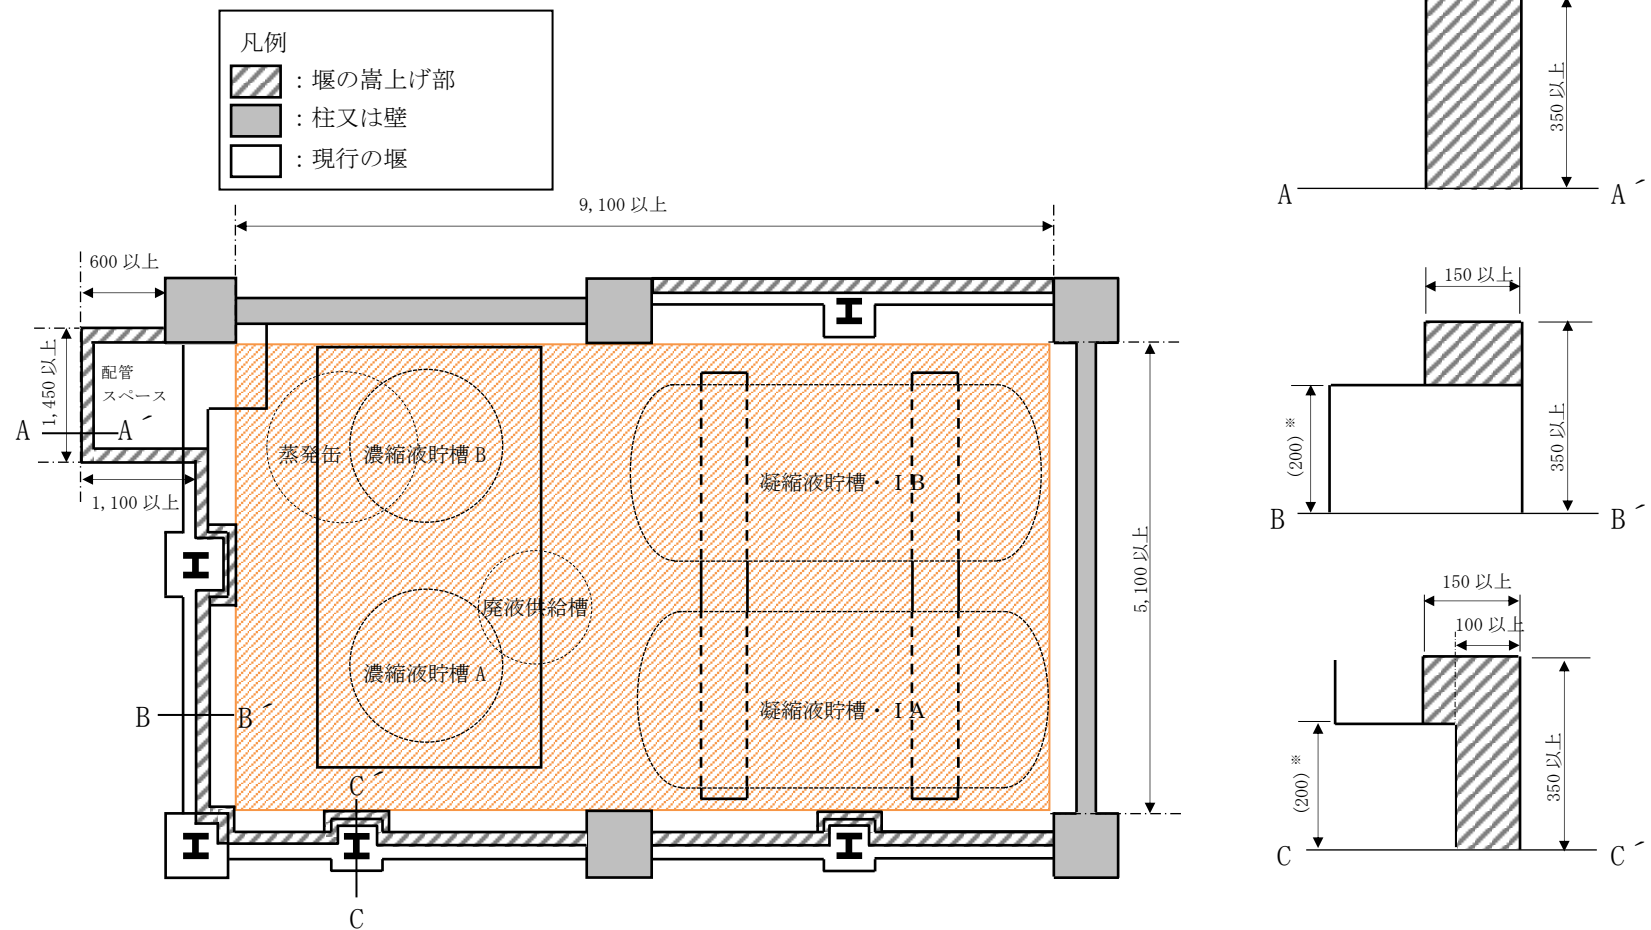 凡例
：堰の嵩上げ部
：柱又は壁
：現行の堰
9,100 以上
600 以上
1,450 以上
配管
スペース
A
A´
1,100 以上
蒸発缶
濃縮液貯槽 B
凝縮液貯槽・ＩB
廃液供給槽
濃縮液貯槽 A
凝縮液貯槽・ＩA
5,100 以上
B
B´
C´
C
350 以上
A
A´
150 以上
(200)※
350 以上
B
B´
150 以上
100 以上
(200)※
350 以上
C
C´